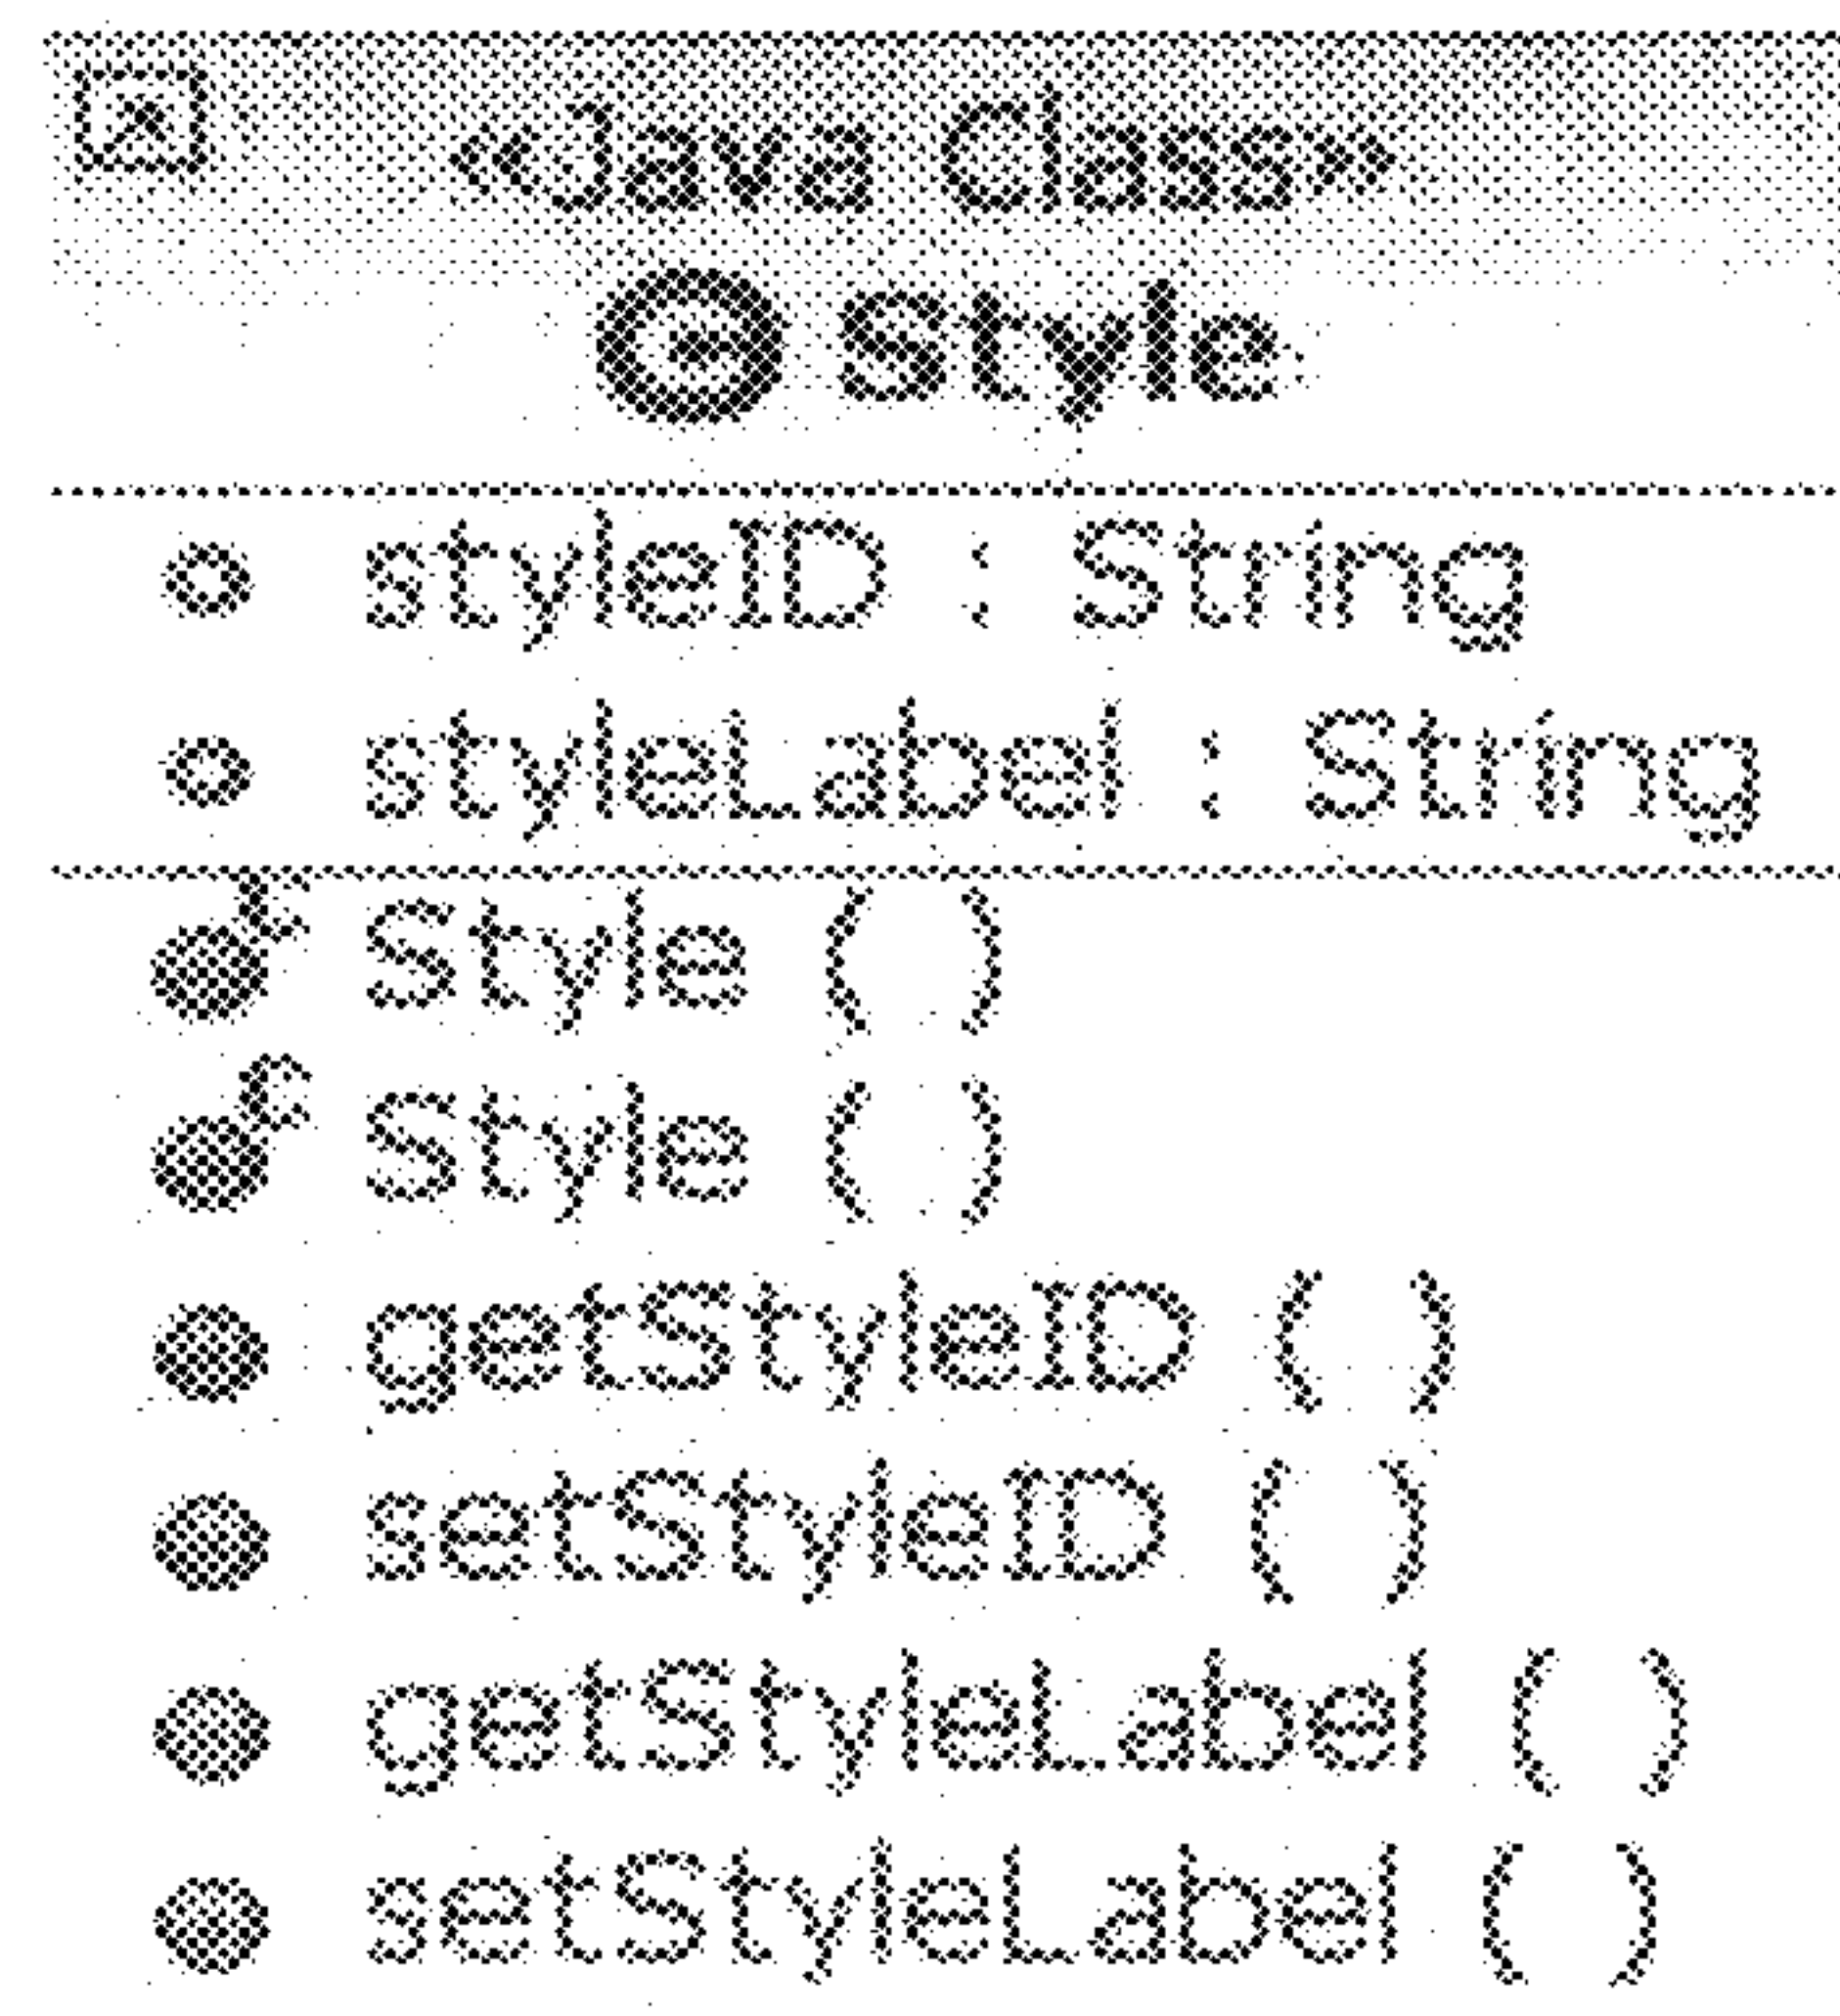 «Java Class»
Style
styleID : String
styleLabel : String
Style ( )
Style ( )
getStyleID ( )
setStyleID ( )
getStyleLabel ( )
setStyleLabel ( )